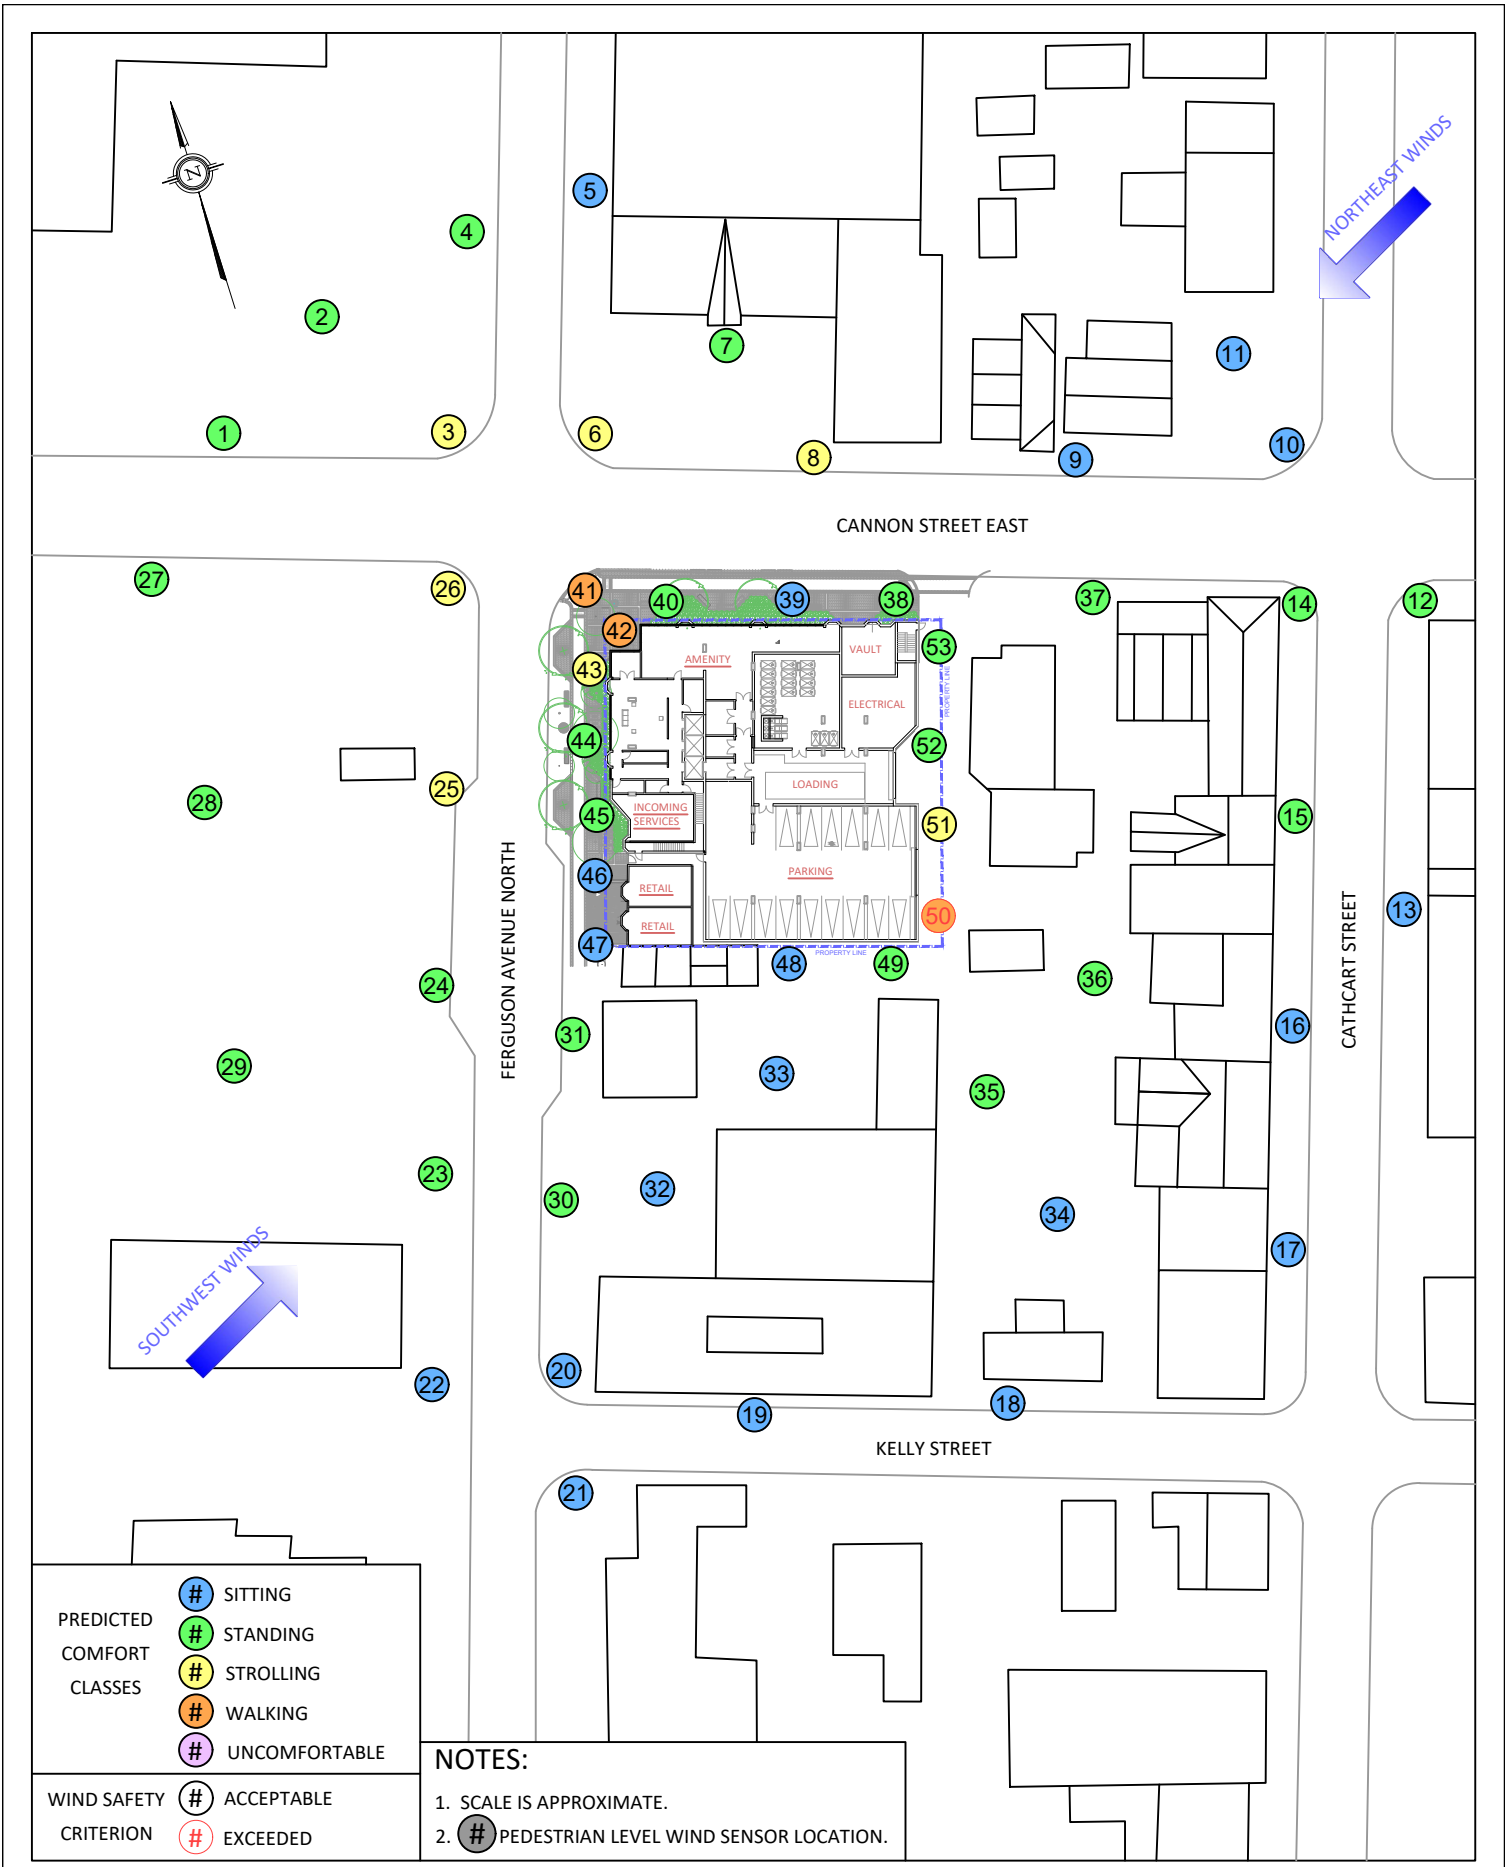 N
NORTHEAST WINDS
5
4
2
7
11
1
3
6
8
9
10
CANNON STREET EAST
27
26
41
40
39
38
37
14
12
42
43
AMENITY
VAULT
53
PROPERTY LINE
ELECTRICAL
44
52
28
25
LOADING
45
INCOMING
SERVICES
51
15
46
RETAIL
PARKING
FERGUSON AVENUE NORTH
47
RETAIL
50
13
PROPERTY LINE
48
49
36
24
CATHCART STREET
31
16
29
33
35
23
30
32
34
17
SOUTHWEST WINDS
22
20
19
18
KELLY STREET
21
PREDICTED
COMFORT
CLASSES
# SITTING
# STANDING
# STROLLING
# WALKING
# UNCOMFORTABLE
WIND SAFETY
CRITERION
# ACCEPTABLE
# EXCEEDED
NOTES:
1. SCALE IS APPROXIMATE.
2. # PEDESTRIAN LEVEL WIND SENSOR LOCATION.